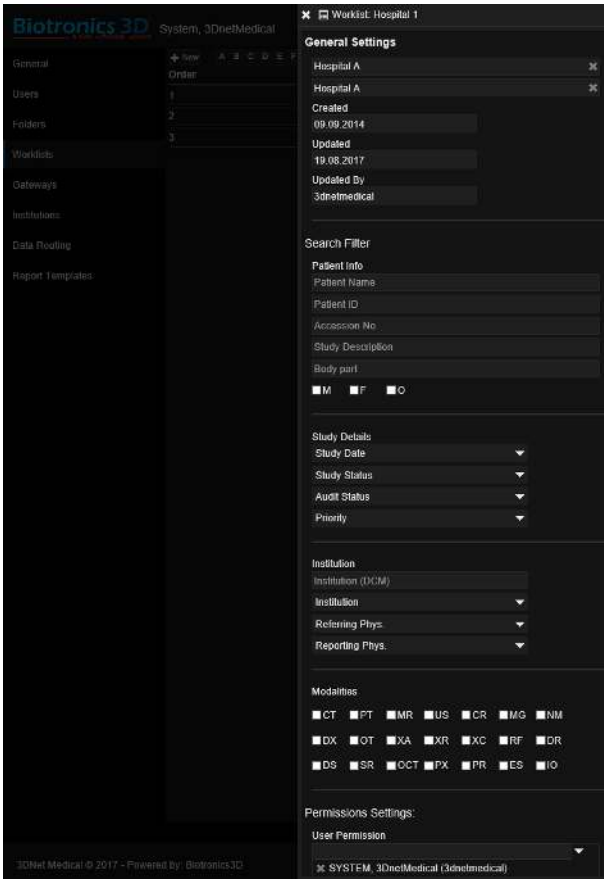 Biotronics 3D
System, 3DnetMedical
General
Users
Folders
Worklists
Gateways
Institutions
Data Routing
Report Templates
+ New A B C D E F
Order
1
2
3
3DNet Medical © 2017 - Powered by: Biotronics3D
Worklist: Hospital 1
General Settings
Hospital A
Hospital A
Created
09.09.2014
Updated
19.08.2017
Updated By
3dnetmedical
Search Filter
Patient Info
Patient Name
Patient ID
Accession No
Study Description
Body part
M F O
Study Details
Study Date
Study Status
Audit Status
Priority
Institution
Institution (DCM)
Institution
Referring Phys.
Reporting Phys.
Modalities
CT PT MR US CR MG NM
DX OT XA XR XC RF DR
DS SR OCT PX PR ES IO
Permissions Settings:
User Permission
SYSTEM, 3DnetMedical (3dnetmedical)